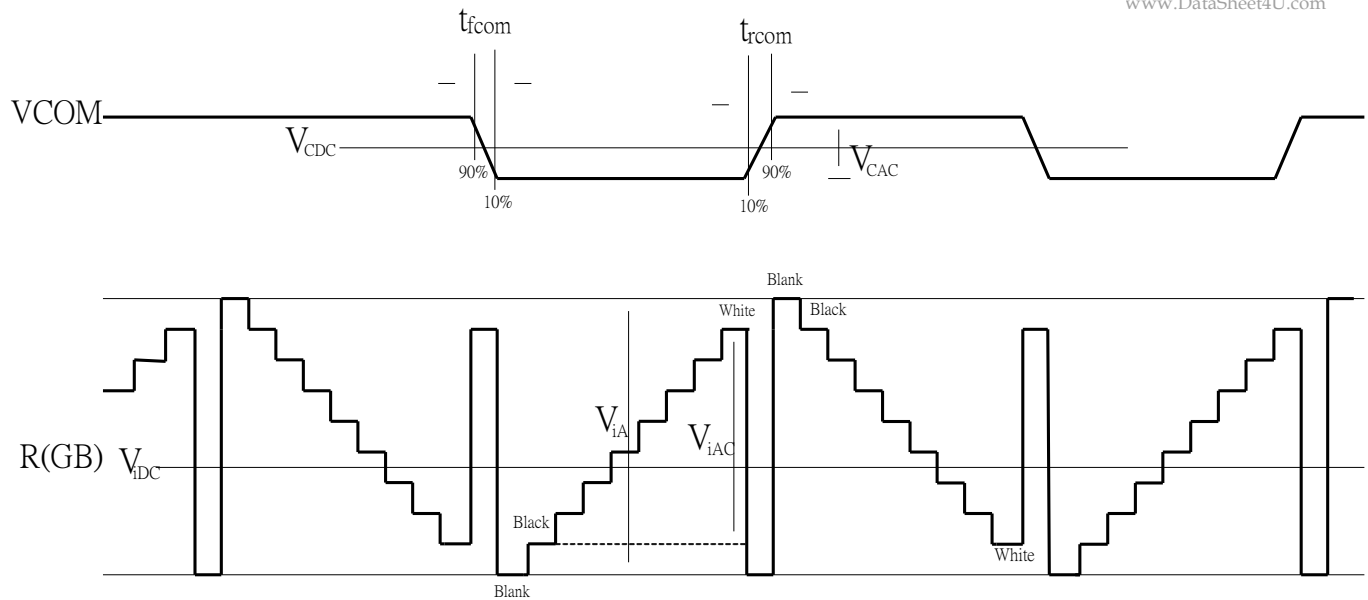 www.DataSheet4U.com
tfcom
trcom
VCOM
VCDC
VCAC
90%
90%
10%
10%
Blank
White
Black
ViA
ViAC
R(GB)
ViDC
Black
White
Blank